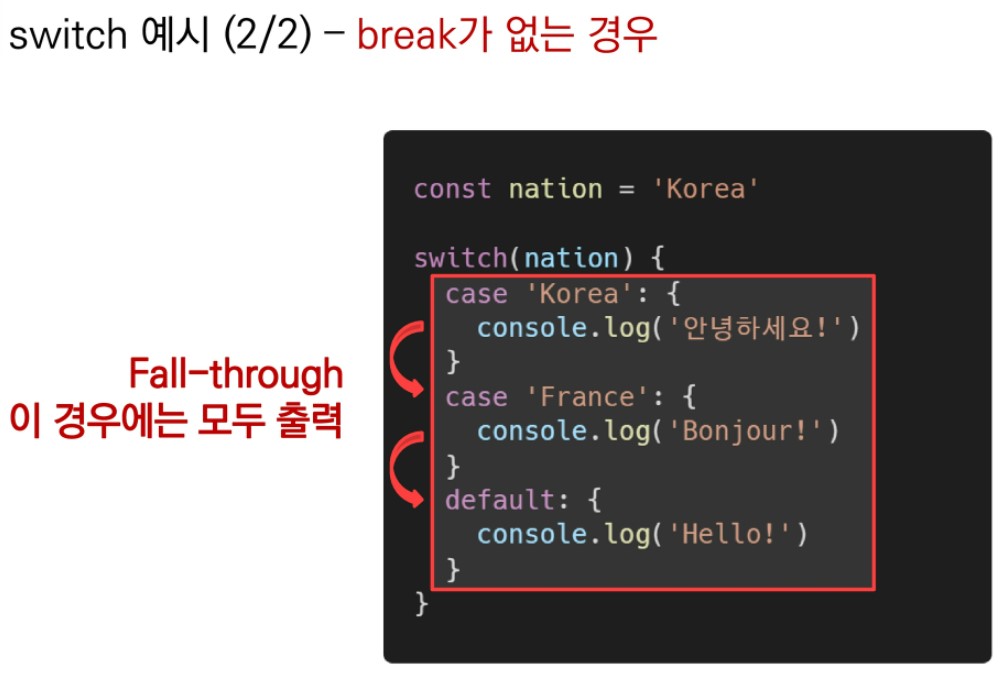 switch 예시 (2/2) – break가 없는 경우
Fall-through
이 경우에는 모두 출력
const nation = 'Korea'
switch(nation) {
case 'Korea': {
console.log('안녕하세요!')
}
case 'France': {
console.log('Bonjour!')
}
default: {
console.log('Hello!')
}
}